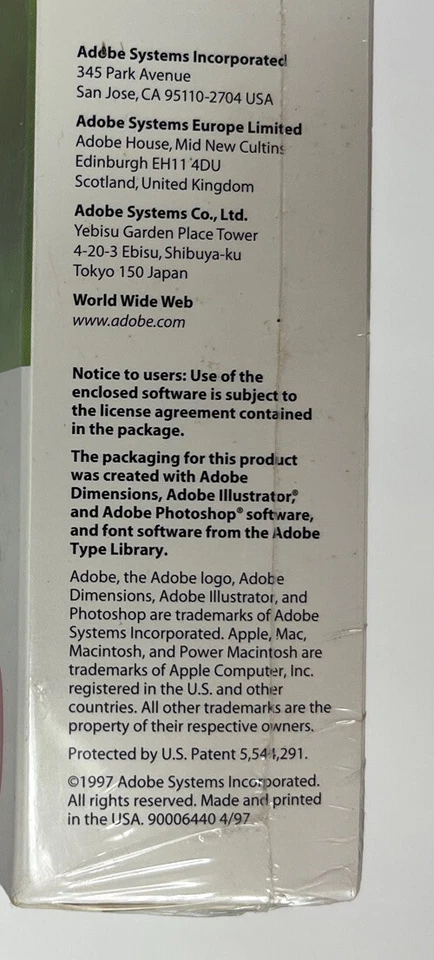 Adobe Systems Incorporated
345 Park Avenue
San Jose, CA 95110-2704 USA
Adobe Systems Europe Limited
Adobe House, Mid New Cultins
Edinburgh EH11 4DU
Scotland, United Kingdom
Adobe Systems Co., Ltd.
Yebisu Garden Place Tower
4-20-3 Ebisu, Shibuya-ku
Tokyo 150 Japan
World Wide Web
www.adobe.com
Notice to users: Use of the
enclosed software is subject to
the license agreement contained
in the package.
The packaging for this product
was created with Adobe
Dimensions, Adobe Illustrator,®
and Adobe Photoshop® software,
and font software from the Adobe
Type Library.
Adobe, the Adobe logo, Adobe
Dimensions, Adobe Illustrator, and
Photoshop are trademarks of Adobe
Systems Incorporated. Apple, Mac,
Macintosh, and Power Macintosh are
trademarks of Apple Computer, Inc.
registered in the U.S. and other
countries. All other trademarks are the
property of their respective owners.
Protected by U.S. Patent 5,544,291.
©1997 Adobe Systems Incorporated.
All rights reserved. Made and printed
in the USA. 90006440 4/97